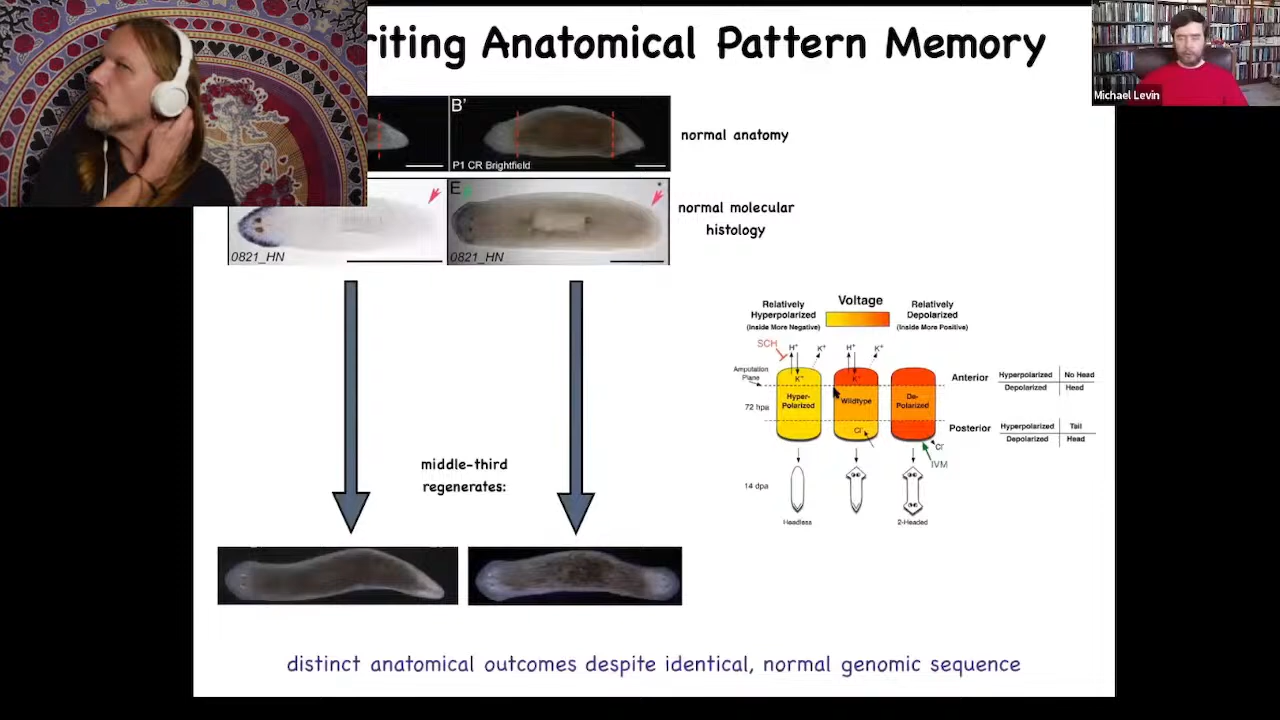 riting Anatomical Pattern Memory
Michael Levin
B'
P1 CR Brightfield
normal anatomy
E
0821_HN
0821_HN
normal molecular
histology
middle-third
regenerates:
Voltage
Relatively
Hyperpolarized
(Inside More Negative)
Relatively
Depolarized
(Inside More Positive)
SCH
H+
K+
H+
K+
K+
K+
Amputation
Plane
Hyper-
Polarized
Wildtype
De-
Polarized
72 hpa
Cl-
Cl-
IVM
Anterior
Hyperpolarized No Head
Depolarized Head
Posterior
Hyperpolarized Tail
Depolarized Head
14 dpa
Headless
2-Headed
distinct anatomical outcomes despite identical, normal genomic sequence